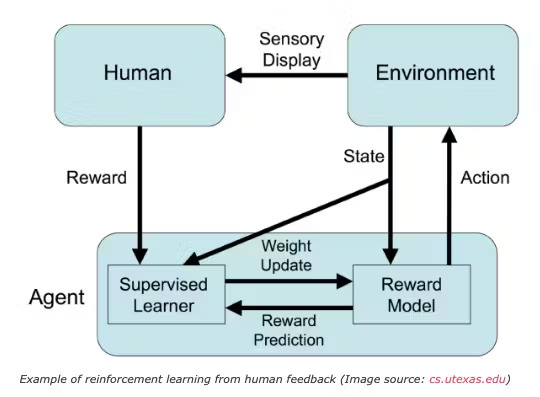 Human
Sensory
Display
Environment
Reward
State
Action
Agent
Supervised
Learner
Weight
Update
Reward
Prediction
Reward
Model
Example of reinforcement learning from human feedback (Image source: cs.utexas.edu)